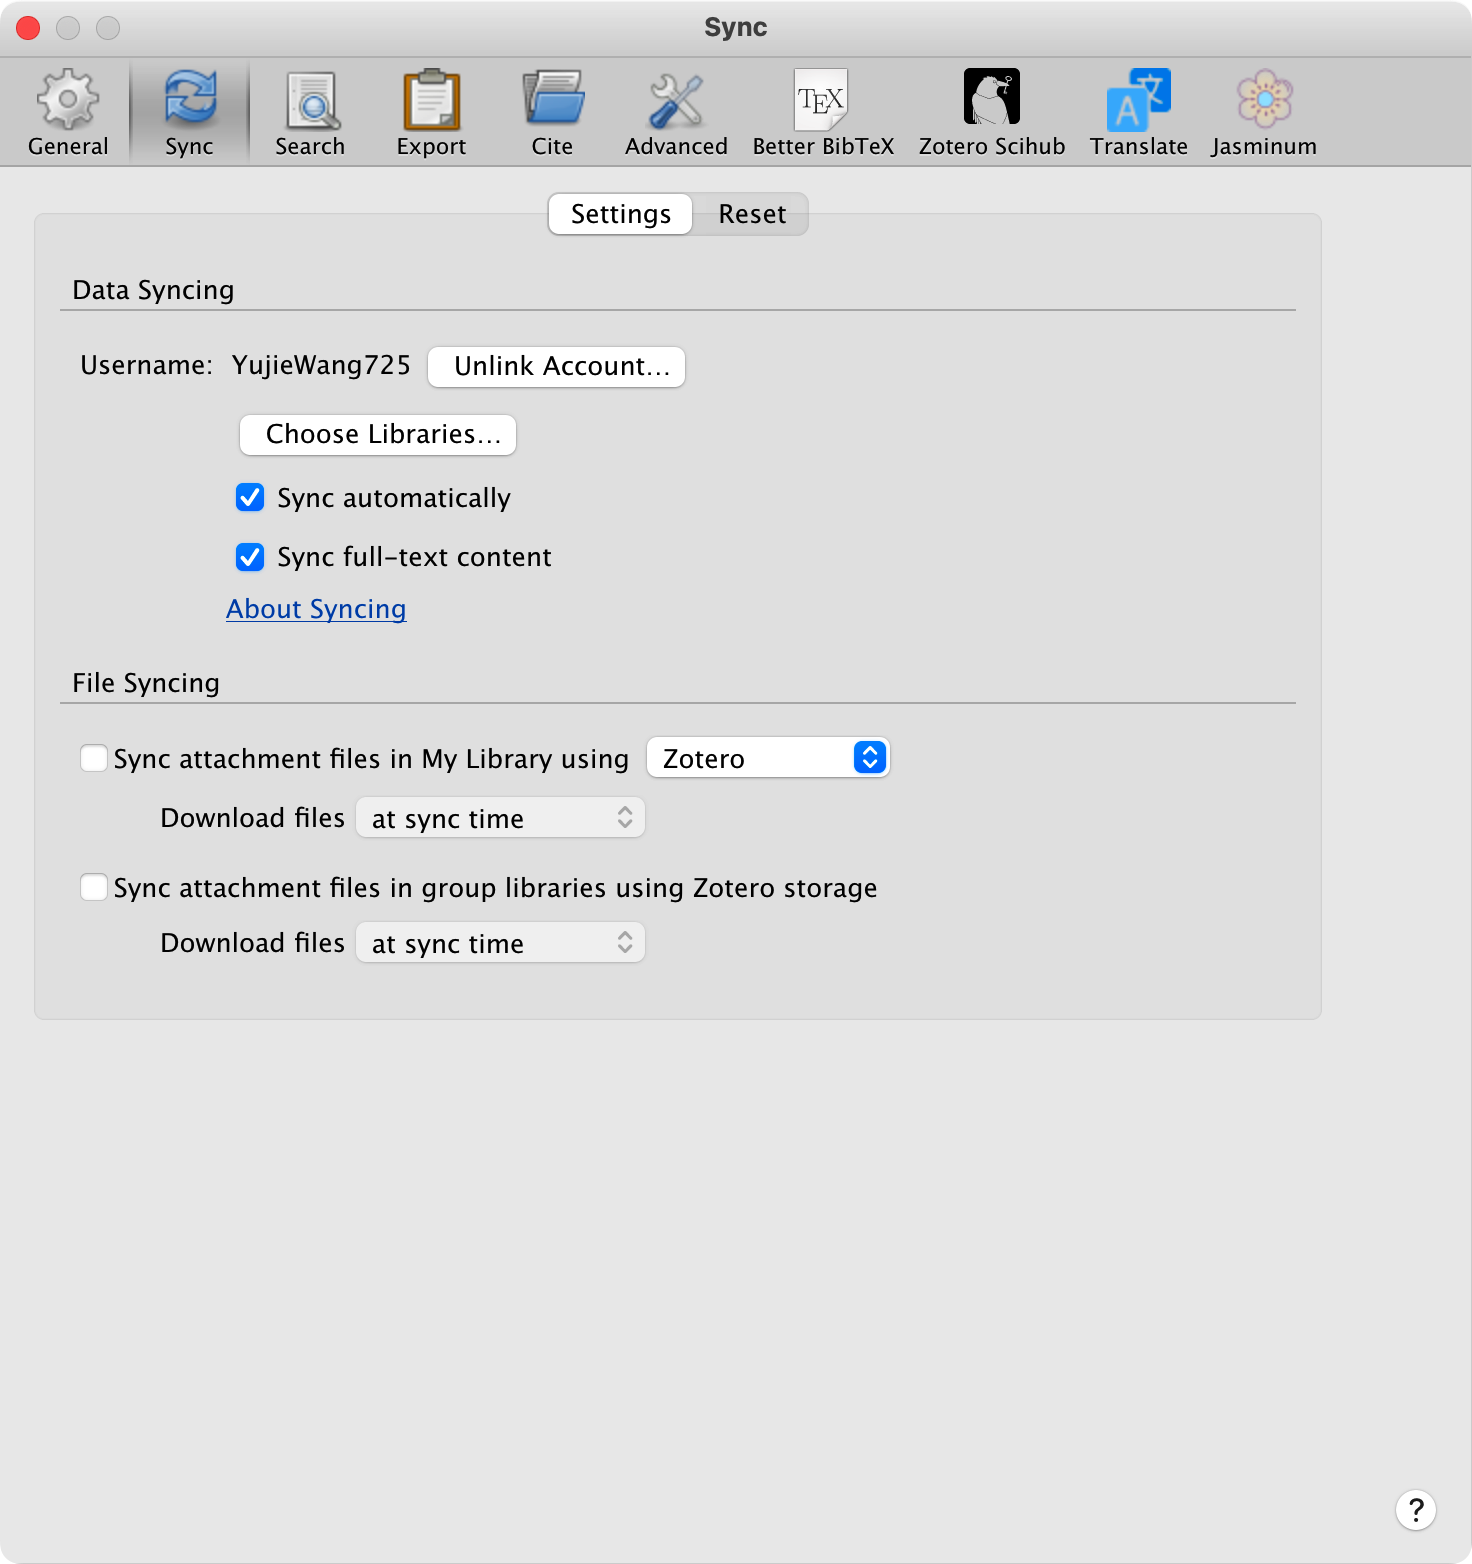 Sync
General Sync Search Export Cite Advanced Better BibTeX Zotero Scihub Translate Jasminum
TEX
A 文
Settings Reset
Data Syncing
Username: YujieWang725 Unlink Account...
Choose Libraries...
Sync automatically
Sync full-text content
About Syncing
File Syncing
Sync attachment files in My Library using Zotero
Download files at sync time
Sync attachment files in group libraries using Zotero storage
Download files at sync time
?